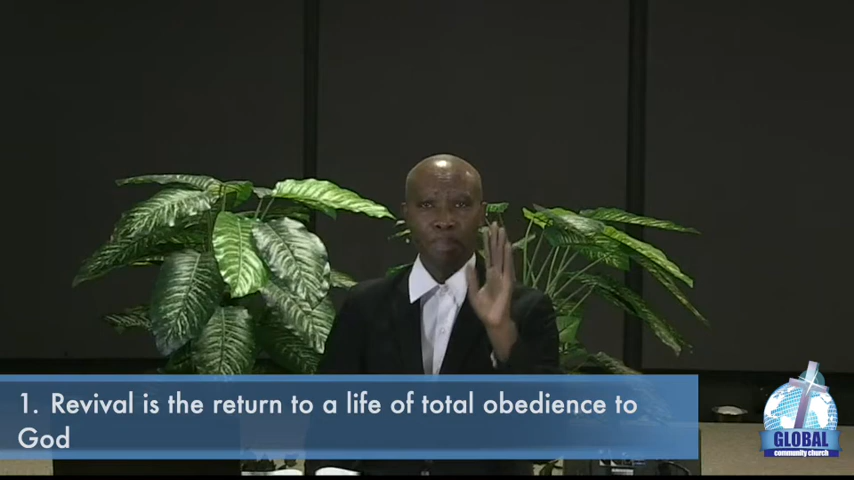 1. Revival is the return to a life of total obedience to
God
GLOBAL
community church